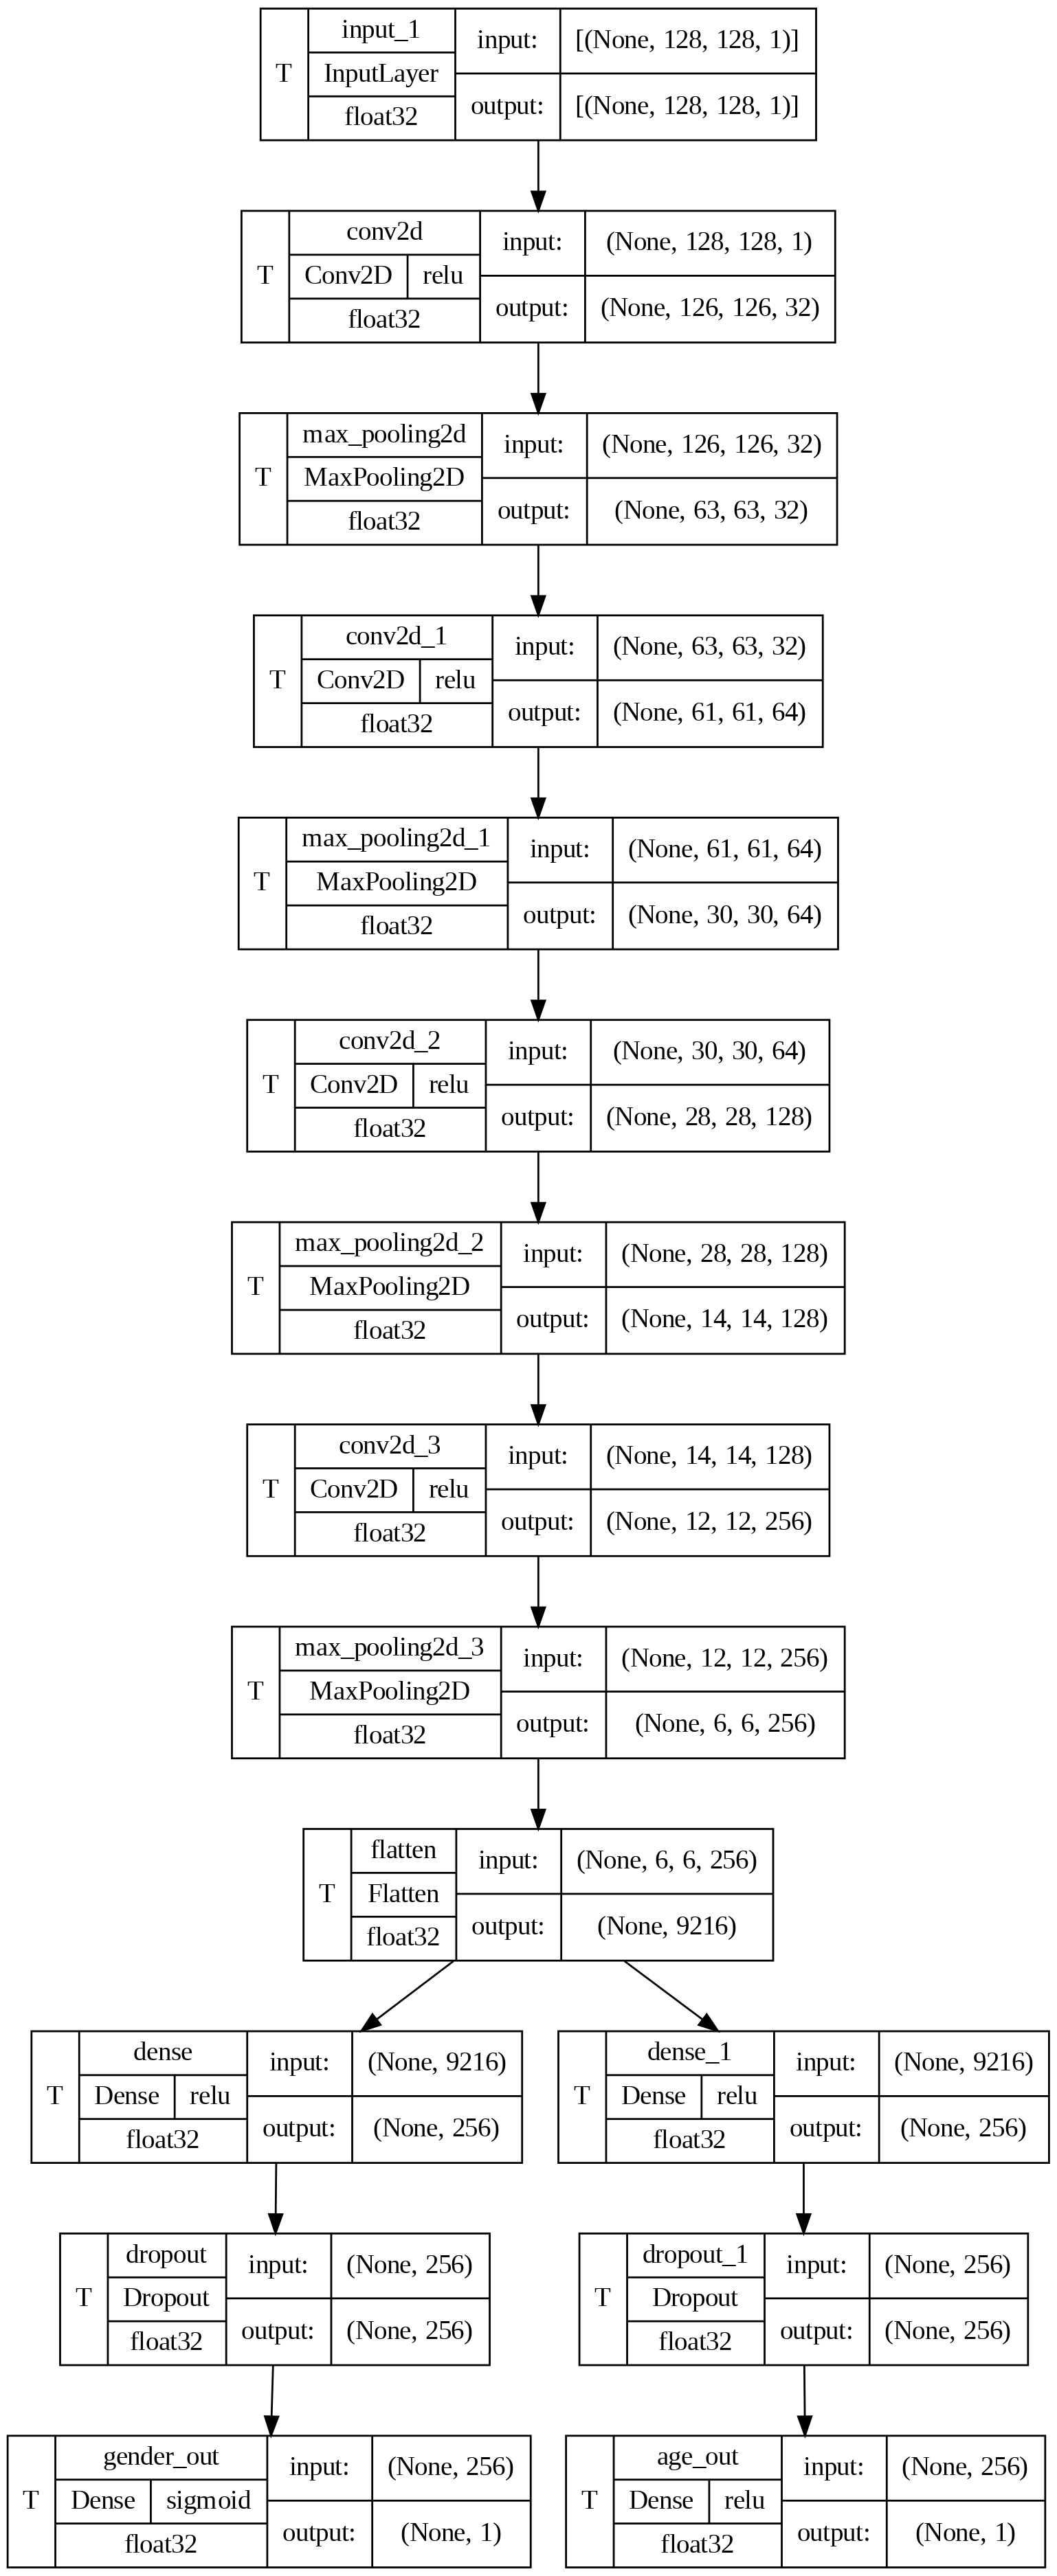 T
input_1
InputLayer
float32
input:
[(None, 128, 128, 1)]
output:
[(None, 128, 128, 1)]
T
conv2d
Conv2D
relu
float32
input:
(None, 128, 128, 1)
output:
(None, 126, 126, 32)
T
max_pooling2d
MaxPooling2D
float32
input:
(None, 126, 126, 32)
output:
(None, 63, 63, 32)
T
conv2d_1
Conv2D
relu
float32
input:
(None, 63, 63, 32)
output:
(None, 61, 61, 64)
T
max_pooling2d_1
MaxPooling2D
float32
input:
(None, 61, 61, 64)
output:
(None, 30, 30, 64)
T
conv2d_2
Conv2D
relu
float32
input:
(None, 30, 30, 64)
output:
(None, 28, 28, 128)
T
max_pooling2d_2
MaxPooling2D
float32
input:
(None, 28, 28, 128)
output:
(None, 14, 14, 128)
T
conv2d_3
Conv2D
relu
float32
input:
(None, 14, 14, 128)
output:
(None, 12, 12, 256)
T
max_pooling2d_3
MaxPooling2D
float32
input:
(None, 12, 12, 256)
output:
(None, 6, 6, 256)
T
flatten
Flatten
float32
input:
(None, 6, 6, 256)
output:
(None, 9216)
T
dense
Dense
relu
float32
input:
(None, 9216)
output:
(None, 256)
T
dense_1
Dense
relu
float32
input:
(None, 9216)
output:
(None, 256)
T
dropout
Dropout
float32
input:
(None, 256)
output:
(None, 256)
T
dropout_1
Dropout
float32
input:
(None, 256)
output:
(None, 256)
T
gender_out
Dense
sigmoid
float32
input:
(None, 256)
output:
(None, 1)
T
age_out
Dense
relu
float32
input:
(None, 256)
output:
(None, 1)